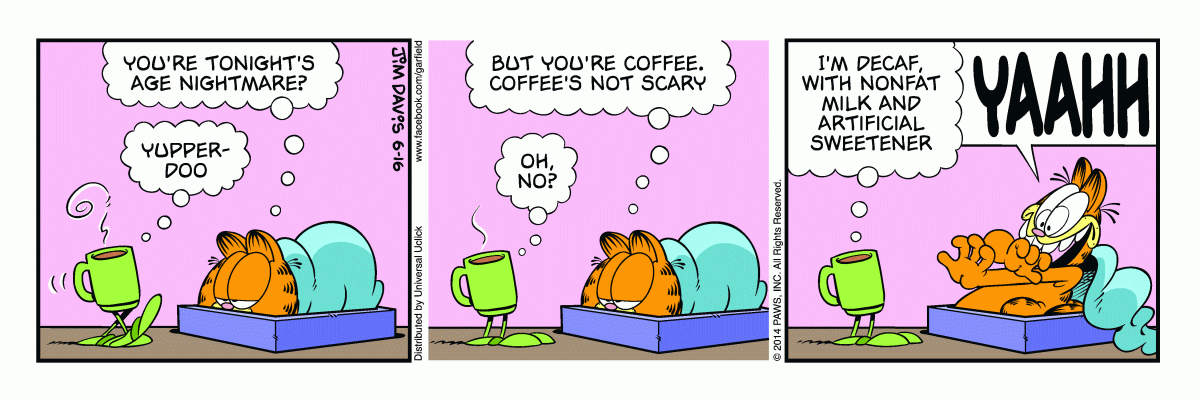 YOU'RE TONIGHT'S
AGE NIGHTMARE?
YUPPER-
DOO
JIM DAVIS 6-16
Distributed by Universal Uclick
www.facebook.com/garfield
BUT YOU'RE COFFEE.
COFFEE'S NOT SCARY
OH,
NO?
© 2014 PAWS, INC. All Rights Reserved.
I'M DECAF,
WITH NONFAT
MILK AND
ARTIFICIAL
SWEETENER
YAAHH